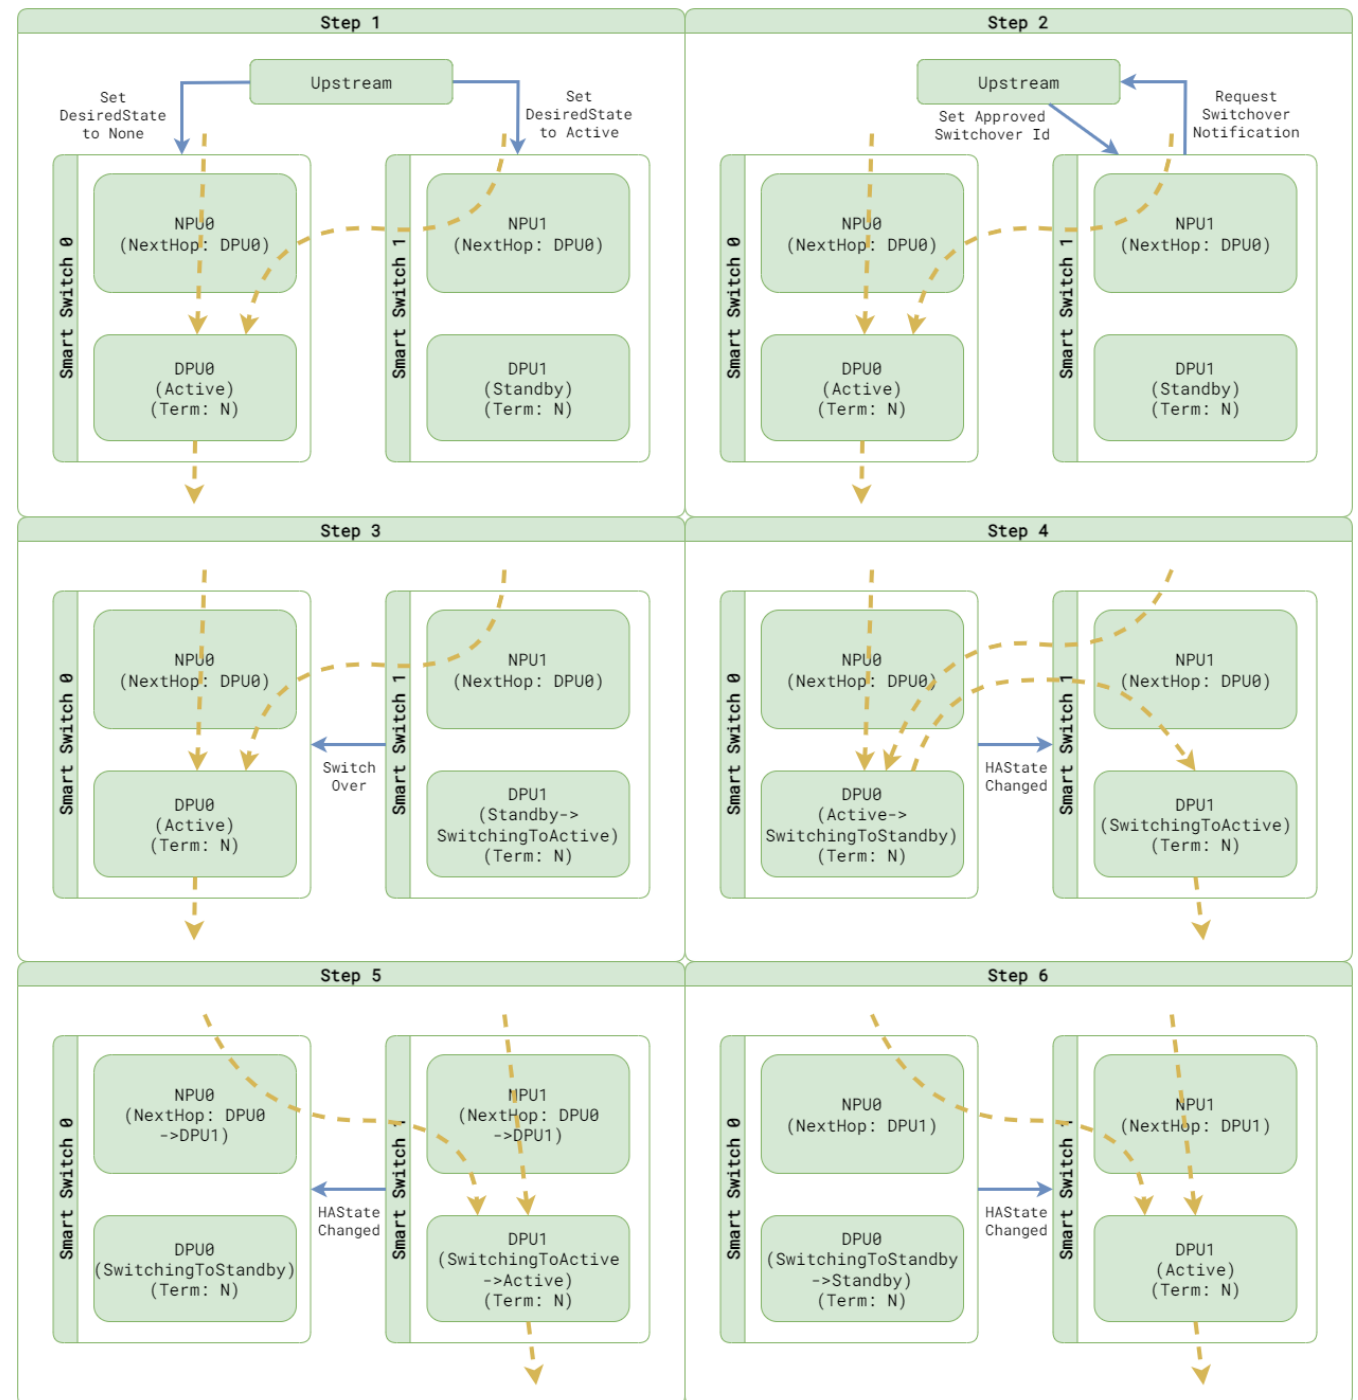 Step 1
Upstream
Set
DesiredState
to None
Set
DesiredState
to Active
Smart Switch 0
NPU0
(NextHop: DPU0)
DPU0
(Active)
(Term: N)
Smart Switch 1
NPU1
(NextHop: DPU0)
DPU1
(Standby)
(Term: N)
Step 2
Upstream
Set Approved
Switchover Id
Request
Switchover
Notification
Smart Switch 0
NPU0
(NextHop: DPU0)
DPU0
(Active)
(Term: N)
Smart Switch 1
NPU1
(NextHop: DPU0)
DPU1
(Standby)
(Term: N)
Step 3
Smart Switch 0
NPU0
(NextHop: DPU0)
DPU0
(Active)
(Term: N)
Switch
Over
Smart Switch 1
NPU1
(NextHop: DPU0)
DPU1
(Standby->
SwitchingToActive)
(Term: N)
Step 4
Smart Switch 0
NPU0
(NextHop: DPU0)
DPU0
(Active->
SwitchingToStandby)
(Term: N)
HAState
Changed
Smart Switch 1
NPU1
(NextHop: DPU0)
DPU1
(SwitchingToActive)
(Term: N)
Step 5
Smart Switch 0
NPU0
(NextHop: DPU0
->DPU1)
DPU0
(SwitchingToStandby)
(Term: N)
HAState
Changed
Smart Switch 1
NPU1
(NextHop: DPU0
->DPU1)
DPU1
(SwitchingToActive
->Active)
(Term: N)
Step 6
Smart Switch 0
NPU0
(NextHop: DPU1)
DPU0
(SwitchingToStandby
->Standby)
(Term: N)
HAState
Changed
Smart Switch 1
NPU1
(NextHop: DPU1)
DPU1
(Active)
(Term: N)